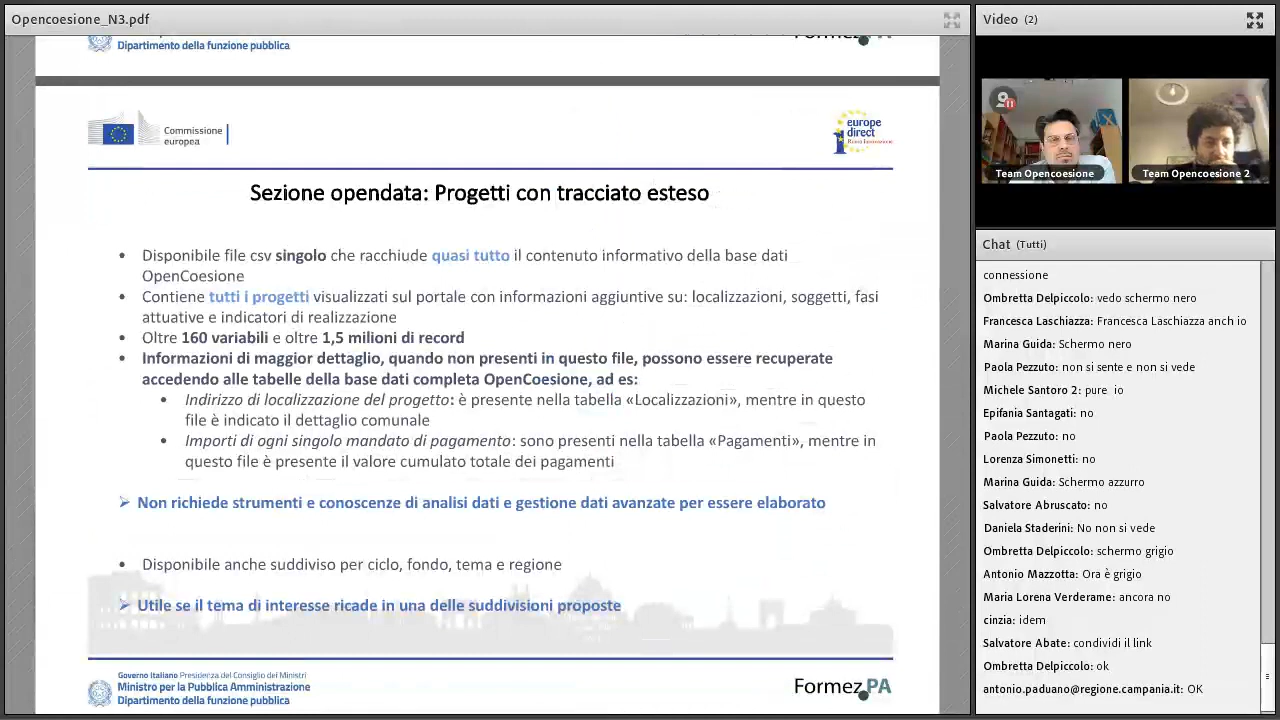 Opencoesione_N3.pdf
Dipartimento della funzione pubblica
FormezPA
Commissione
europea
europe
direct
Sezione opendata: Progetti con tracciato esteso
• Disponibile file csv singolo che racchiude quasi tutto il contenuto informativo della base dati
OpenCoesione
• Contiene tutti i progetti visualizzati sul portale con informazioni aggiuntive su: localizzazioni, soggetti, fasi
attuative e indicatori di realizzazione
• Oltre 160 variabili e oltre 1,5 milioni di record
• Informazioni di maggior dettaglio, quando non presenti in questo file, possono essere recuperate
accedendo alle tabelle della base dati completa OpenCoesione, ad es:
• Indirizzo di localizzazione del progetto: è presente nella tabella «Localizzazioni», mentre in questo
file è indicato il dettaglio comunale
• Importi di ogni singolo mandato di pagamento: sono presenti nella tabella «Pagamenti», mentre in
questo file è presente il valore cumulato totale dei pagamenti
➢ Non richiede strumenti e conoscenze di analisi dati e gestione dati avanzate per essere elaborato
• Disponibile anche suddiviso per ciclo, fondo, tema e regione
➢ Utile se il tema di interesse ricade in una delle suddivisioni proposte
Governo Italiano Presidenza del Consiglio dei Ministri
Ministro per la Pubblica Amministrazione
Dipartimento della funzione pubblica
FormezPA
Video (2)
Team Opencoesione
Team Opencoesione 2
Chat (Tutti)
connessione
Ombretta Delpiccolo: vedo schermo nero
Francesca Laschiazza: Francesca Laschiazza anch io
Marina Guida: Schermo nero
Paola Pezzuto: non si sente e non si vede
Michele Santoro 2: pure io
Epifania Santagati: no
Paola Pezzuto: no
Lorenza Simonetti: no
Marina Guida: Schermo azzurro
Salvatore Abruscato: no
Daniela Staderini: No non si vede
Ombretta Delpiccolo: schermo grigio
Antonio Mazzotta: Ora è grigio
Maria Lorena Verderame: ancora no
cinzia: idem
Salvatore Abate: condividi il link
Ombretta Delpiccolo: ok
antonio.paduano@regione.campania.it: OK